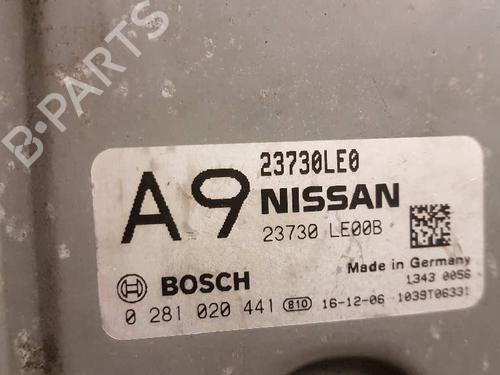 B-PARTS
A9 23730LE0
NISSAN
23730 LE00B
BOSCH
Made in Germany
1343 0056
0 281 020 441 B10 16-12-06 1039T06331